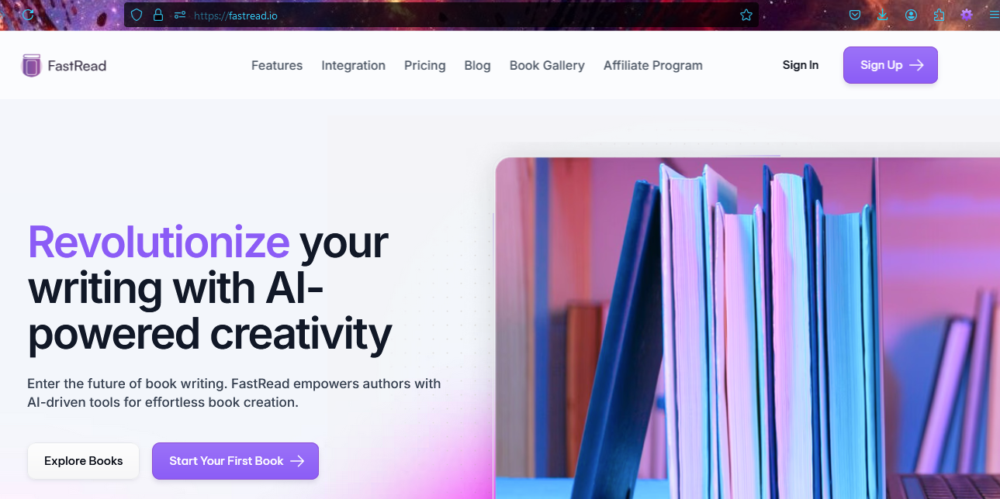 https://fastread.io
FastRead
Features Integration Pricing Blog Book Gallery Affiliate Program
Sign In
Sign Up
Revolutionize your
writing with AI-
powered creativity
Enter the future of book writing. FastRead empowers authors with
AI-driven tools for effortless book creation.
Explore Books
Start Your First Book